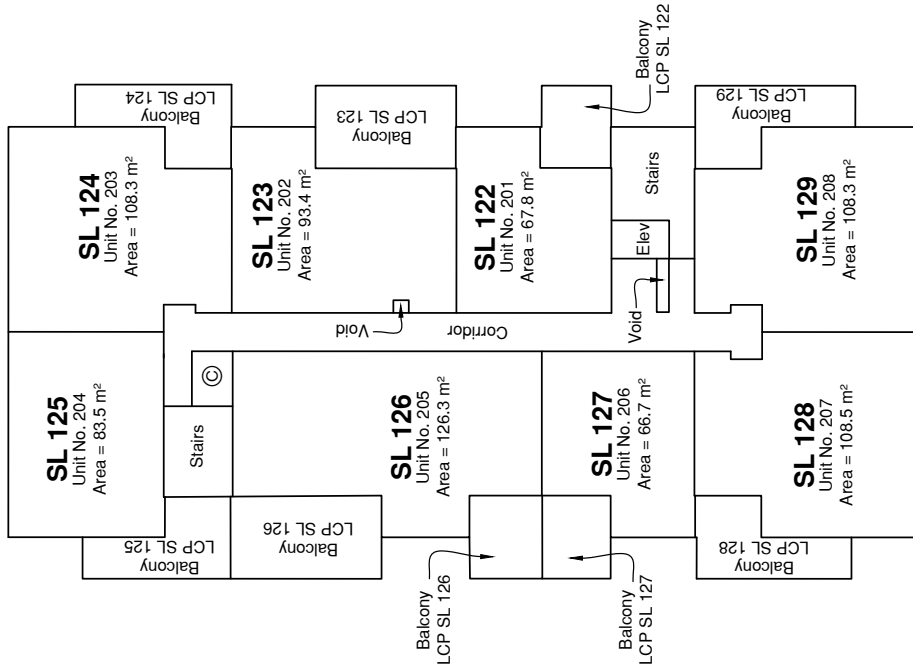 SL 125
Unit No. 204
Area = 83.5 m²
SL 124
Unit No. 203
Area = 108.3 m²
Balcony
LCP SL 124
Balcony
LCP SL 125
Stairs
©
SL 123
Unit No. 202
Area = 93.4 m²
Balcony
LCP SL 123
Void
Corridor
Balcony
LCP SL 126
SL 126
Unit No. 205
Area = 126.3 m²
Balcony
LCP SL 126
SL 122
Unit No. 201
Area = 67.8 m²
Balcony
LCP SL 122
SL 127
Unit No. 206
Area = 66.7 m²
Balcony
LCP SL 127
Stairs
Elev
Void
SL 128
Unit No. 207
Area = 108.5 m²
Balcony
LCP SL 128
SL 129
Unit No. 208
Area = 108.3 m²
Balcony
LCP SL 129